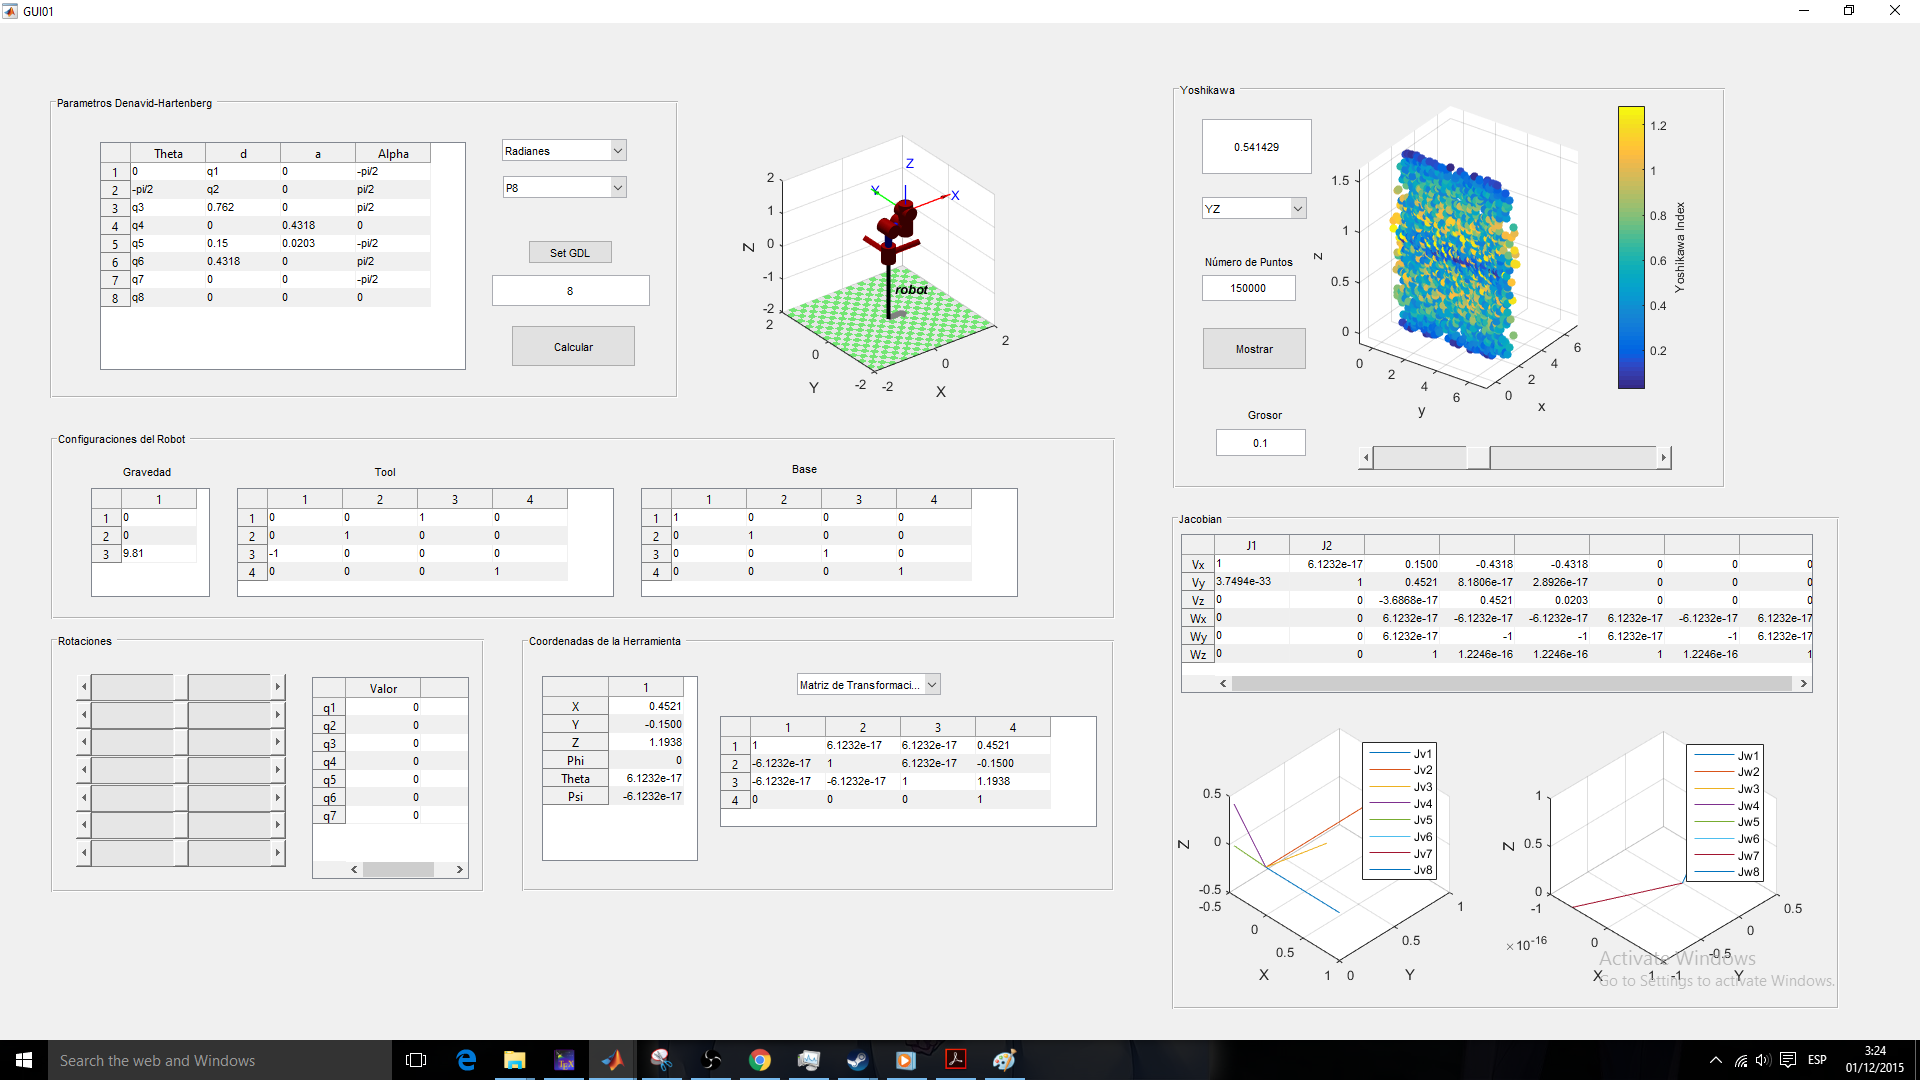 GUI01
Parametros Denavid-Hartenberg
Theta d a Alpha
1 0 q1 0 -pi/2
2 -pi/2 q2 0 pi/2
3 q3 0.762 0 pi/2
4 q4 0 0.4318 0
5 q5 0.15 0.0203 -pi/2
6 q6 0.4318 0 pi/2
7 q7 0 0 -pi/2
8 q8 0 0 0
Radianes
P8
Set GDL
8
Calcular
Z
Y
X
robot
2
1
0
-1
-2
Z
2
0
-2
Y
-2
0
2
X
Yoshikawa
0.541429
YZ
Número de Puntos
150000
Mostrar
Grosor
0.1
1.5
1
0.5
0
z
0
2
4
6
y
0
2
4
6
x
1.2
1
0.8
0.6
0.4
0.2
Yoshikawa Index
Configuraciones del Robot
Gravedad
1
1 0
2 0
3 9.81
Tool
1 2 3 4
1 0 0 1 0
2 0 1 0 0
3 -1 0 0 0
4 0 0 0 1
Base
1 2 3 4
1 1 0 0 0
2 0 1 0 0
3 0 0 1 0
4 0 0 0 1
Jacobian
J1 J2
Vx 1 6.1232e-17 0.1500 -0.4318 -0.4318 0 0 0
Vy 3.7494e-33 1 0.4521 8.1806e-17 2.8926e-17 0 0 0
Vz 0 0 -3.6868e-17 0.4521 0.0203 0 0 0
Wx 0 0 6.1232e-17 -6.1232e-17 -6.1232e-17 6.1232e-17 -6.1232e-17 6.1232e-17
Wy 0 0 6.1232e-17 -1 -1 6.1232e-17 -1 6.1232e-17
Wz 0 0 1 1.2246e-16 1.2246e-16 1 1.2246e-16 1
Rotaciones
Valor
q1 0
q2 0
q3 0
q4 0
q5 0
q6 0
q7 0
Coordenadas de la Herramienta
1
X 0.4521
Y -0.1500
Z 1.1938
Phi 0
Theta 6.1232e-17
Psi -6.1232e-17
Matriz de Transformaci...
1 2 3 4
1 1 6.1232e-17 6.1232e-17 0.4521
2 -6.1232e-17 1 6.1232e-17 -0.1500
3 -6.1232e-17 -6.1232e-17 1 1.1938
4 0 0 0 1
0.5
0
-0.5
Z
-0.5
0
0.5
1
X
0
0.5
1
Y
Jv1
Jv2
Jv3
Jv4
Jv5
Jv6
Jv7
Jv8
1
0.5
0
Z
-1
0
1
×10-16
X
-1
-0.5
0
0.5
Y
Jw1
Jw2
Jw3
Jw4
Jw5
Jw6
Jw7
Jw8
Activate Windows
Go to Settings to activate Windows.
Search the web and Windows
TEX
ESP
3:24
01/12/2015